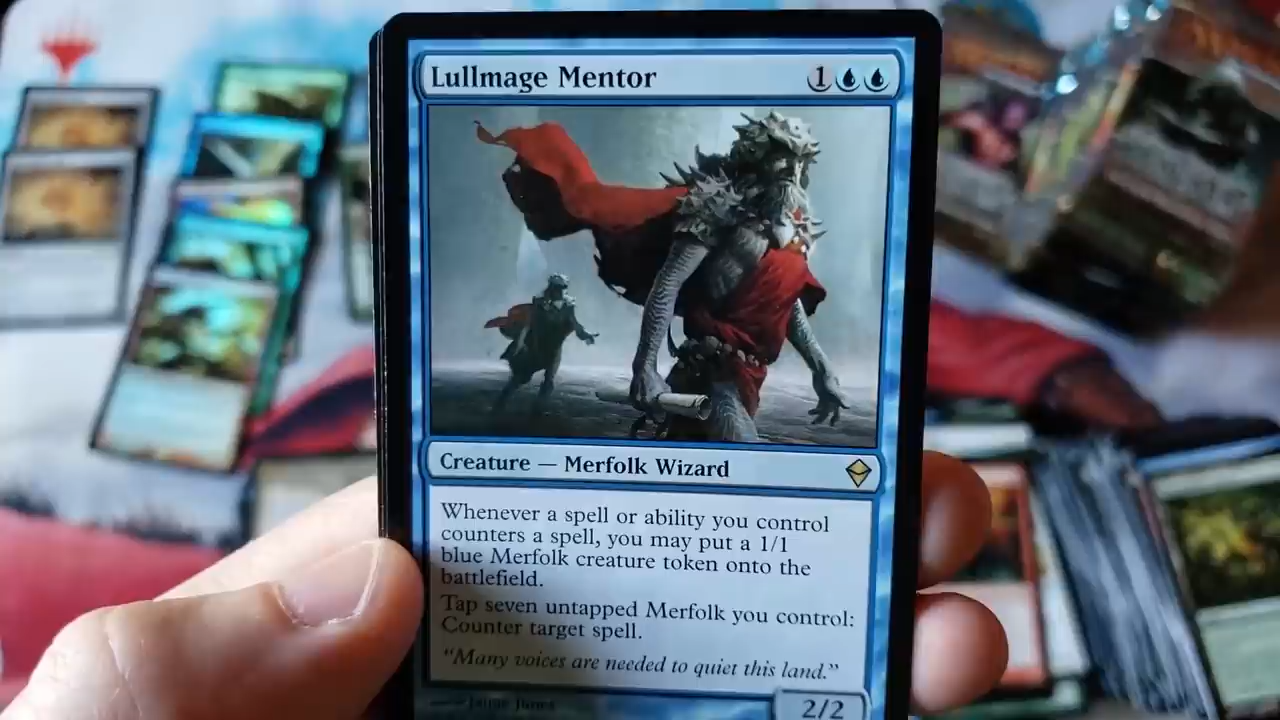 Lullmage Mentor 1
Creature — Merfolk Wizard
Whenever a spell or ability you control
counters a spell, you may put a 1/1
blue Merfolk creature token onto the
battlefield.
Tap seven untapped Merfolk you control:
Counter target spell.
“Many voices are needed to quiet this land.”
2/2